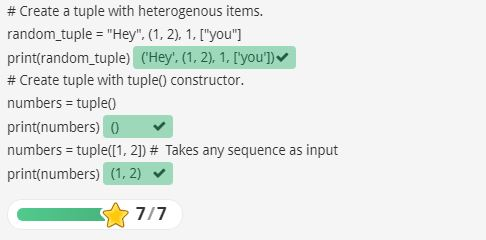 # Create a tuple with heterogenous items.
random_tuple = "Hey", (1, 2), 1, ["you"]
print(random_tuple) ('Hey', (1, 2), 1, ['you'])
# Create tuple with tuple() constructor.
numbers = tuple()
print(numbers) ()
numbers = tuple([1, 2]) # Takes any sequence as input
print(numbers) (1, 2)
7/7